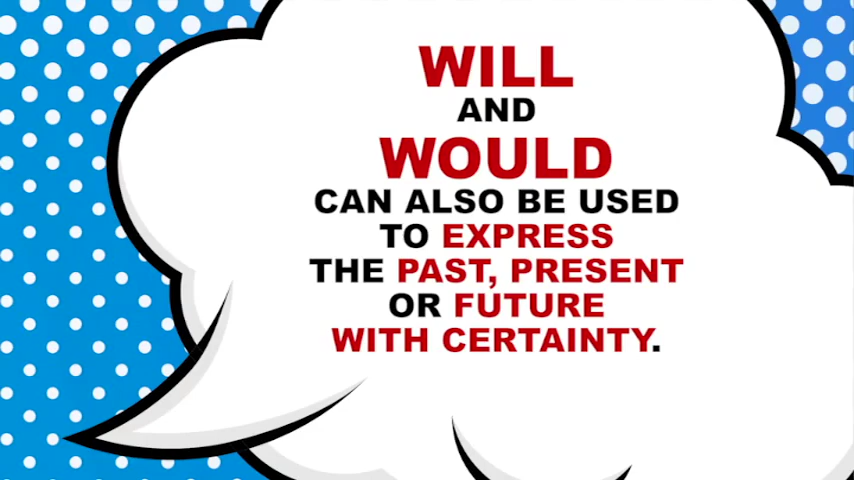 WILL
AND
WOULD
CAN ALSO BE USED
TO EXPRESS
THE PAST, PRESENT
OR FUTURE
WITH CERTAINTY.